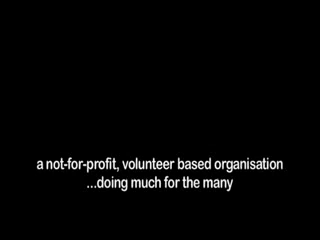 a not-for-profit, volunteer based organisation
...doing much for the many